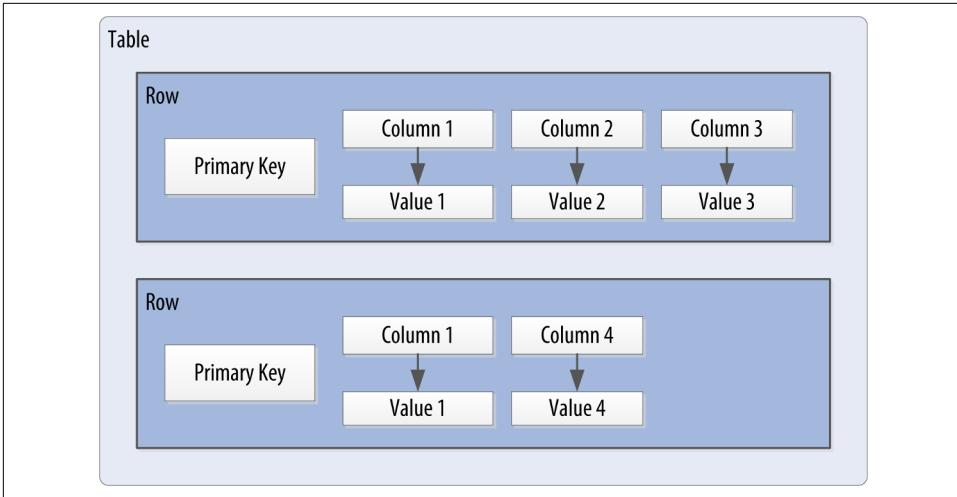 Table
Row
Primary Key
Column 1
Column 2
Column 3
Value 1
Value 2
Value 3
Row
Primary Key
Column 1
Column 4
Value 1
Value 4